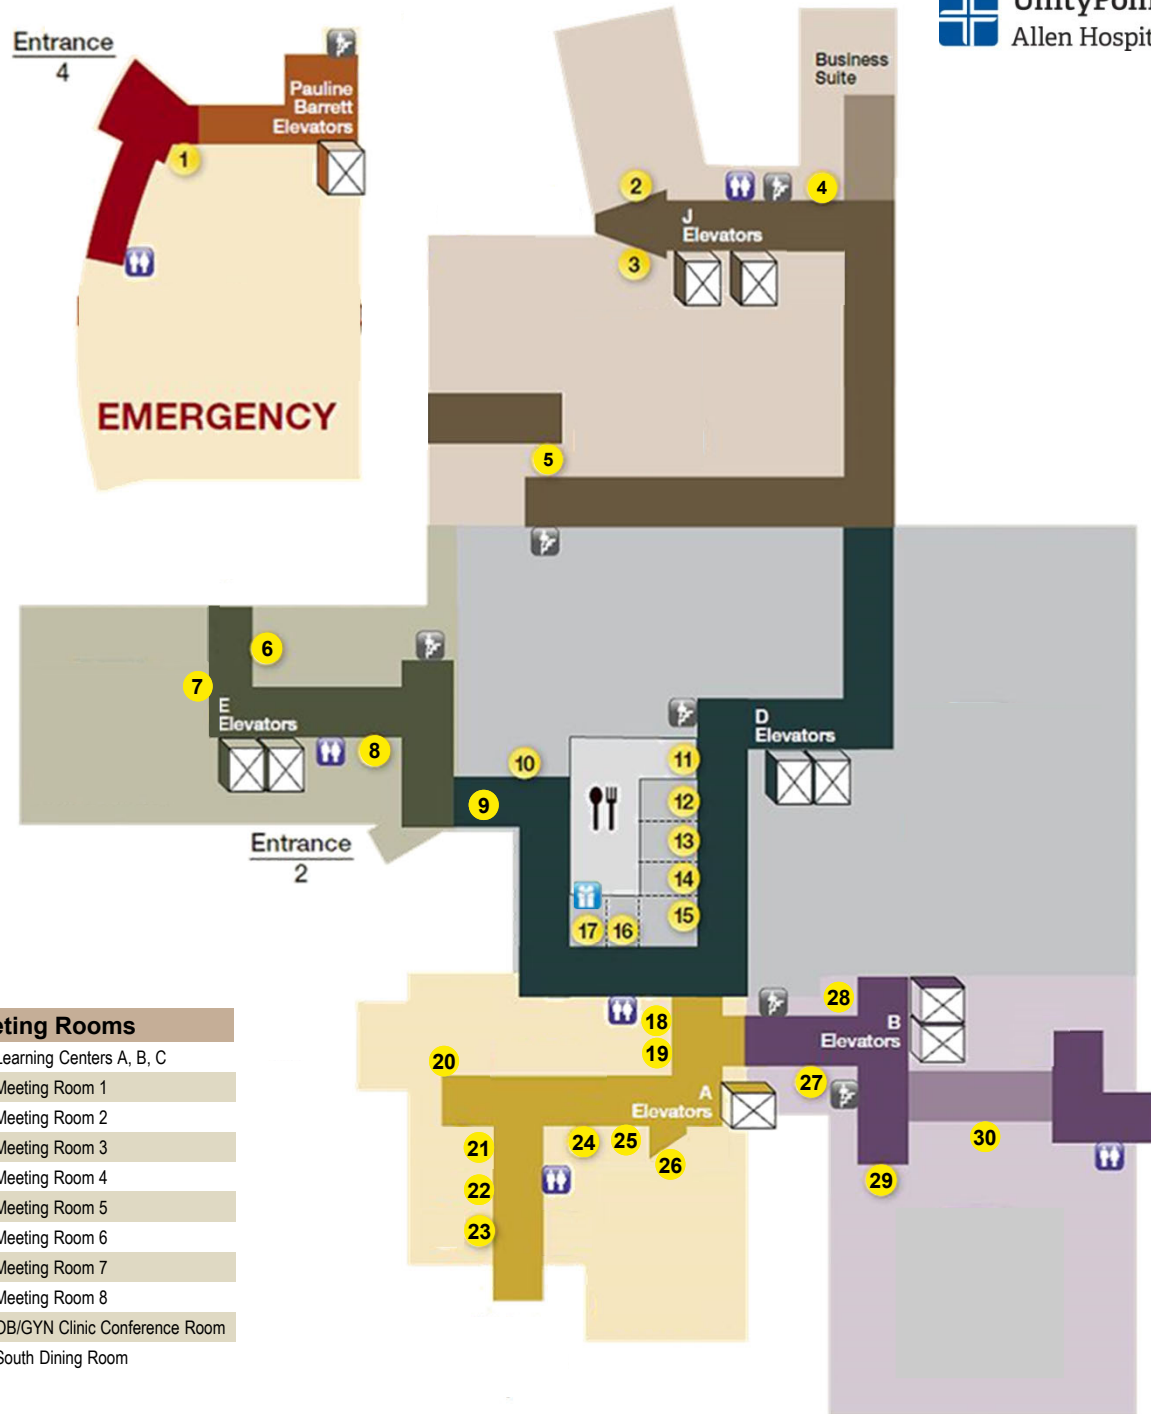 Entrance
4
Pauline
Barrett
Elevators
1
EMERGENCY
Allen
Business
Suite
2
3
4
J
Elevators
5
6
7
E
Elevators
8
9
10
Entrance
2
D
Elevators
11
12
13
14
15
16
17
18
19
20
A
Elevators
21
22
23
24
25
26
27
28
B
Elevators
29
30
Rooms
Learning Centers A, B, C
Meeting Room 1
Meeting Room 2
Meeting Room 3
Meeting Room 4
Meeting Room 5
Meeting Room 6
Meeting Room 7
Meeting Room 8
OB/GYN Clinic Conference Room
South Dining Room